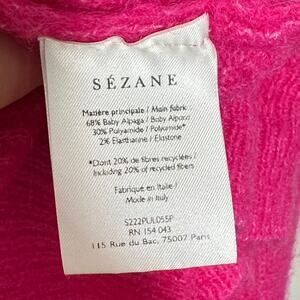 SÉZANE
Matière principale / Main fabric:
68% Baby Alpaga / Baby Alpaca
30% Polyamide / Polyamide*
2% Elasthanne / Elastane
*Dont 20% de fibres recyclées /
Including 20% of recycled fibers
Fabriqué en Italie /
Made in Italy
S222PULO55P
RN 154 043
115 Rue du Bac, 75007 Paris